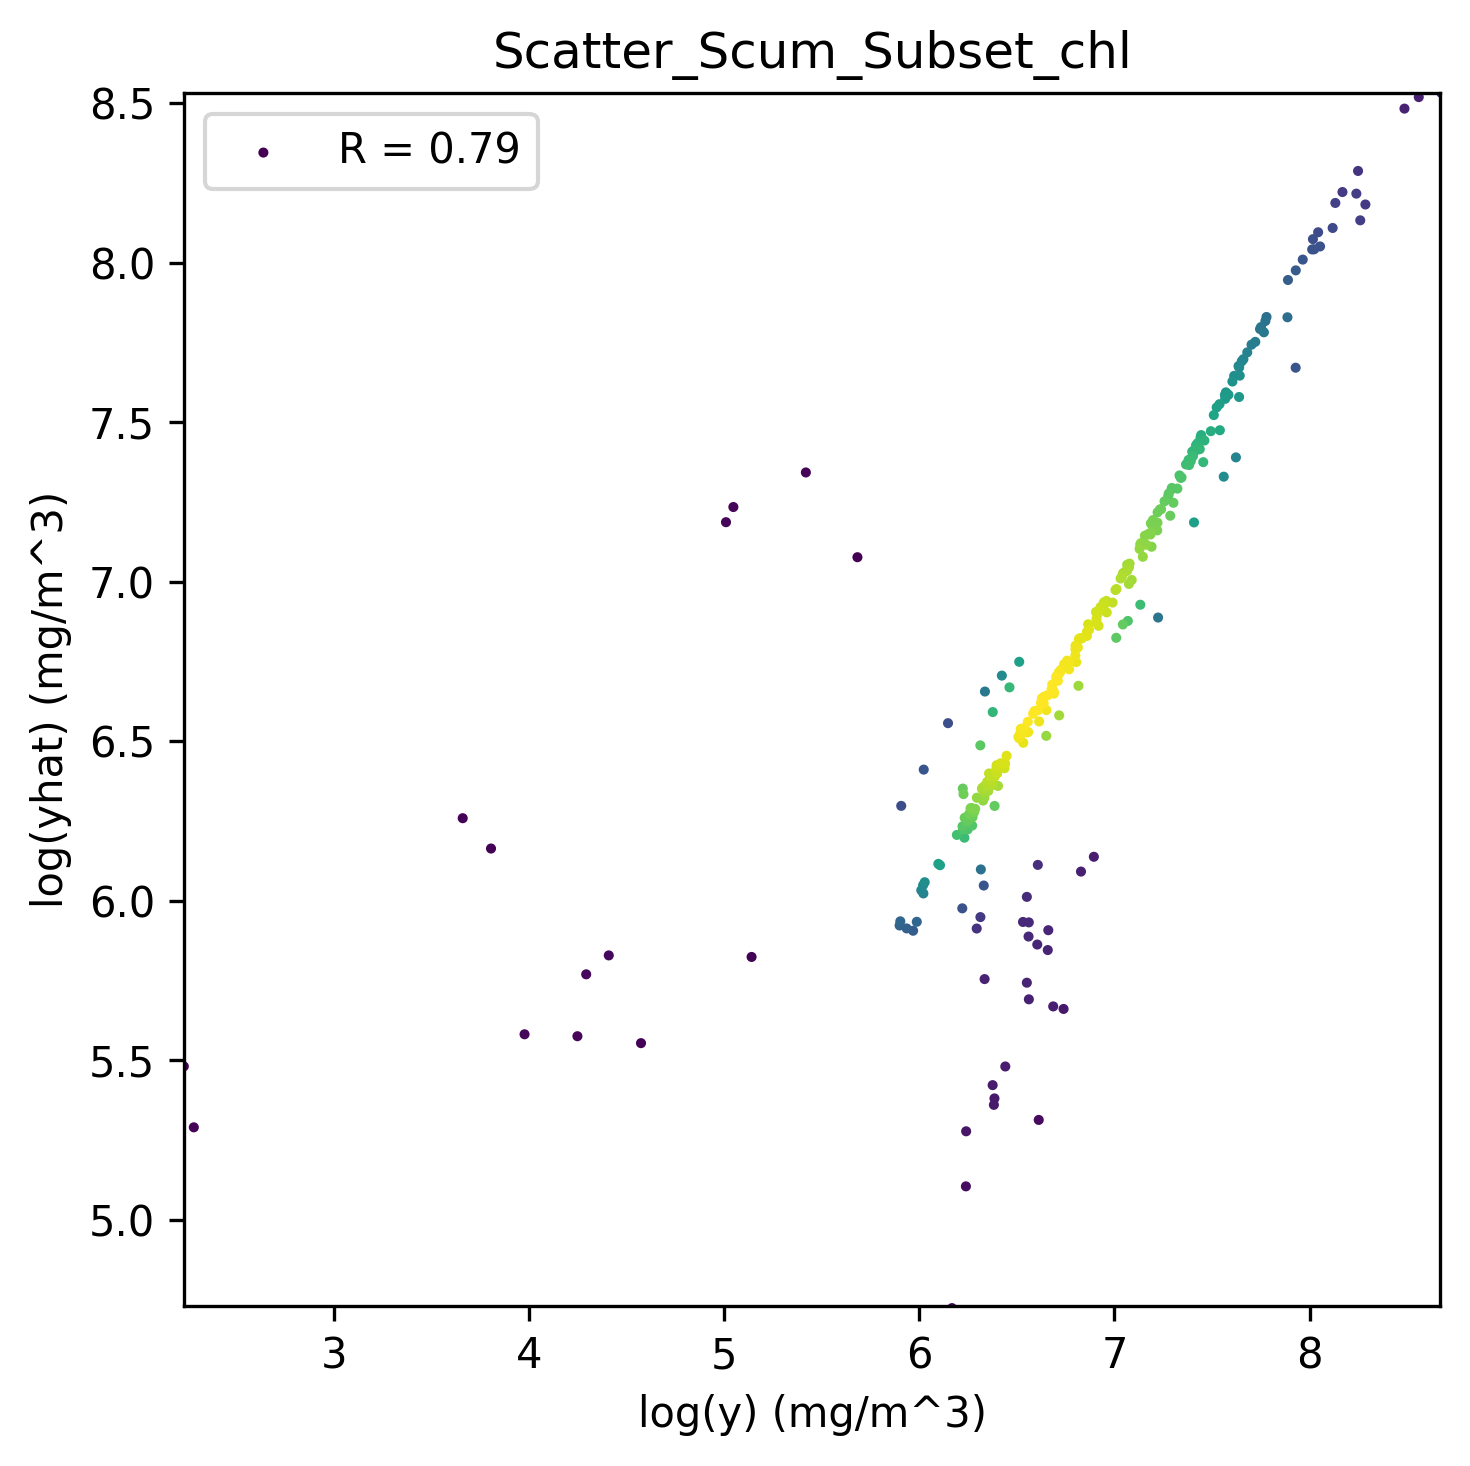 Scatter_Scum_Subset_chl
R = 0.79
8.5
8.0
7.5
7.0
6.5
6.0
5.5
5.0
log(yhat) (mg/m^3)
3 4 5 6 7 8
log(y) (mg/m^3)